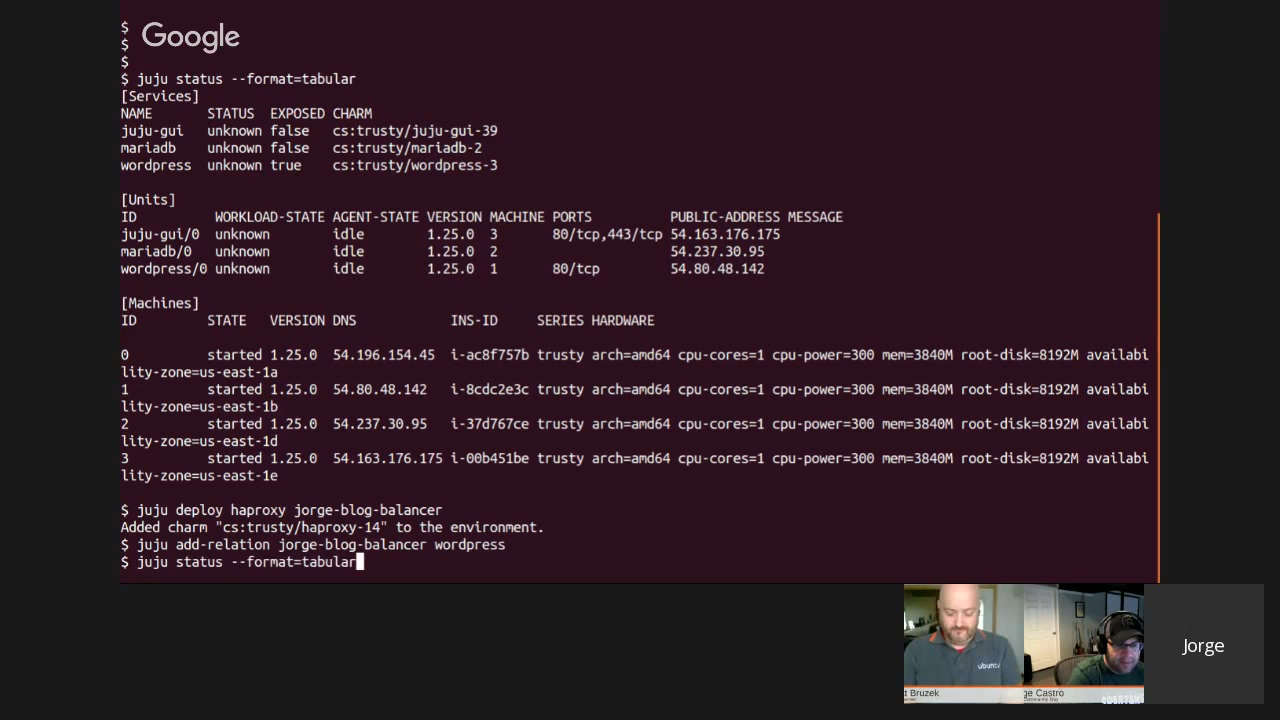 $
$ Google
$
$ juju status --format=tabular
[Services]
NAME STATUS EXPOSED CHARM
juju-gui unknown false cs:trusty/juju-gui-39
mariadb unknown false cs:trusty/mariadb-2
wordpress unknown true cs:trusty/wordpress-3
[Units]
ID WORKLOAD-STATE AGENT-STATE VERSION MACHINE PORTS PUBLIC-ADDRESS MESSAGE
juju-gui/0 unknown idle 1.25.0 3 80/tcp,443/tcp 54.163.176.175
mariadb/0 unknown idle 1.25.0 2 54.237.30.95
wordpress/0 unknown idle 1.25.0 1 80/tcp 54.80.48.142
[Machines]
ID STATE VERSION DNS INS-ID SERIES HARDWARE
0 started 1.25.0 54.196.154.45 i-ac8f757b trusty arch=amd64 cpu-cores=1 cpu-power=300 mem=3840M root-disk=8192M availabi
lity-zone=us-east-1a
1 started 1.25.0 54.80.48.142 i-8cdc2e3c trusty arch=amd64 cpu-cores=1 cpu-power=300 mem=3840M root-disk=8192M availabi
lity-zone=us-east-1b
2 started 1.25.0 54.237.30.95 i-37d767ce trusty arch=amd64 cpu-cores=1 cpu-power=300 mem=3840M root-disk=8192M availabi
lity-zone=us-east-1d
3 started 1.25.0 54.163.176.175 i-00b451be trusty arch=amd64 cpu-cores=1 cpu-power=300 mem=3840M root-disk=8192M availabi
lity-zone=us-east-1e
$ juju deploy haproxy jorge-blog-balancer
Added charm "cs:trusty/haproxy-14" to the environment.
$ juju add-relation jorge-blog-balancer wordpress
$ juju status --format=tabular
ubuntu
t Bruzek
ge Castro
Jorge